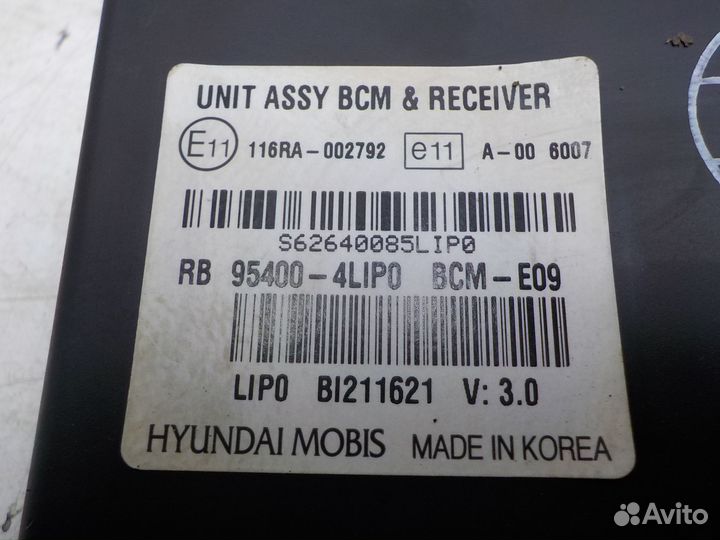 UNIT ASSY BCM & RECEIVER
E11 116RA-002792 e11 A-00 6007
S62640085LIP0
RB 95400-4LIP0 BCM-E09
LIP0 BI211621 V: 3.0
HYUNDAI MOBIS MADE IN KOREA
Avito